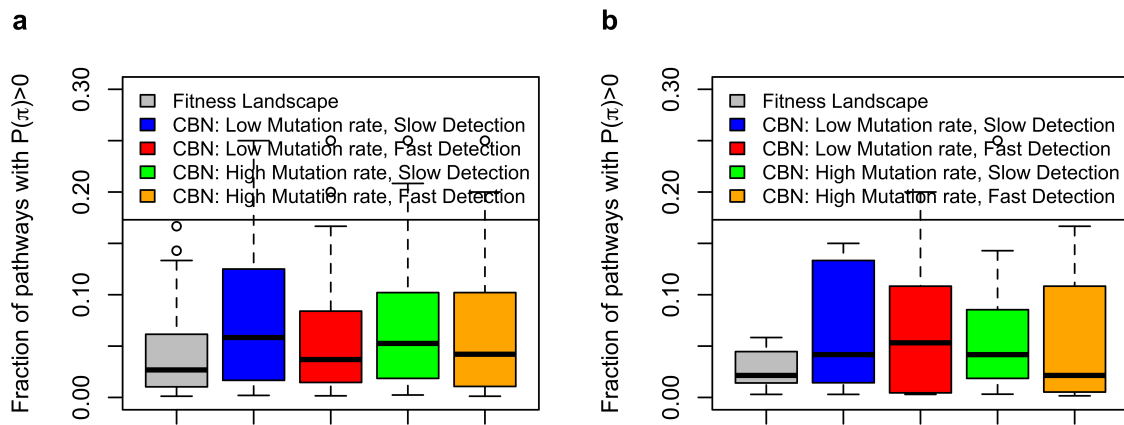 a
Fraction of pathways with P(π)>0
0.30
0.20
0.10
0.00
Fitness Landscape
CBN: Low Mutation rate, Slow Detection
CBN: Low Mutation rate, Fast Detection
CBN: High Mutation rate, Slow Detection
CBN: High Mutation rate, Fast Detection
b
Fraction of pathways with P(π)>0
0.30
0.20
0.10
0.00
Fitness Landscape
CBN: Low Mutation rate, Slow Detection
CBN: Low Mutation rate, Fast Detection
CBN: High Mutation rate, Slow Detection
CBN: High Mutation rate, Fast Detection